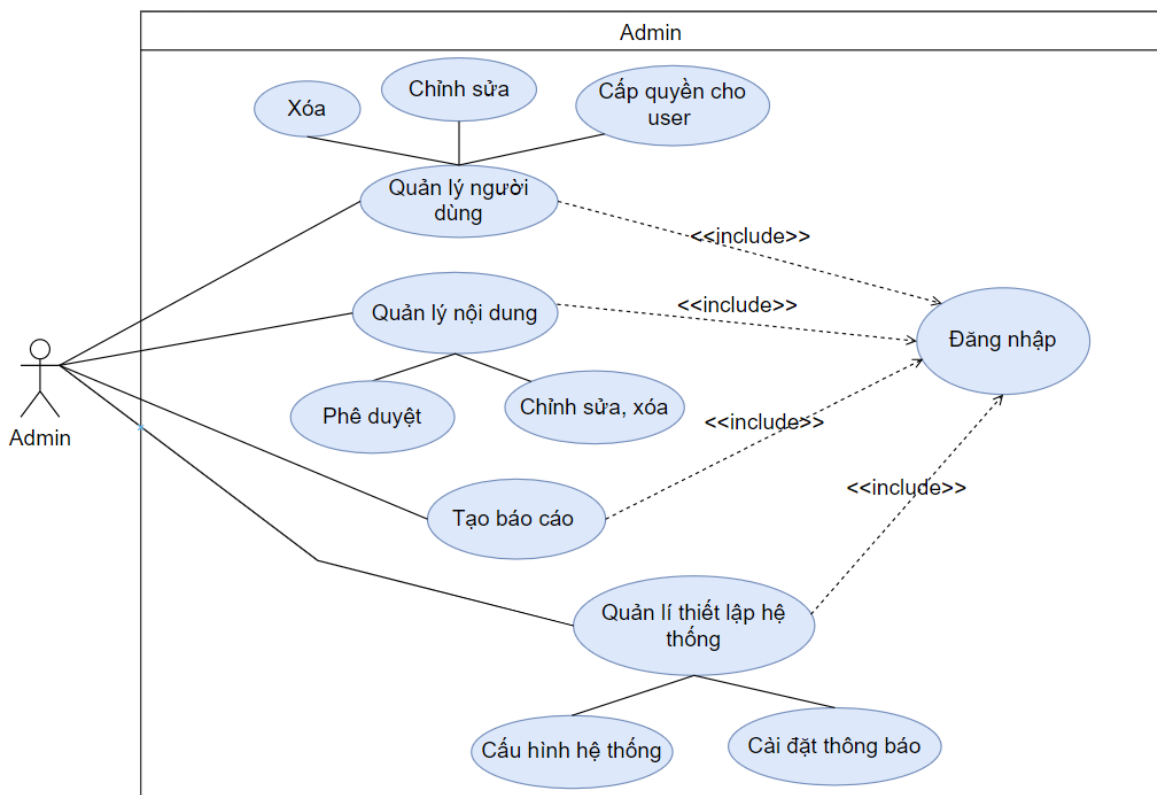 Admin
Xóa
Chỉnh sửa
Cấp quyền cho
user
Quản lý người
dùng
<<include>>
Quản lý nội dung
<<include>>
Đăng nhập
Phê duyệt
Chỉnh sửa, xóa
<<include>>
Admin
<<include>>
Tạo báo cáo
Quản lí thiết lập hệ
thống
Cấu hình hệ thống
Cài đặt thông báo